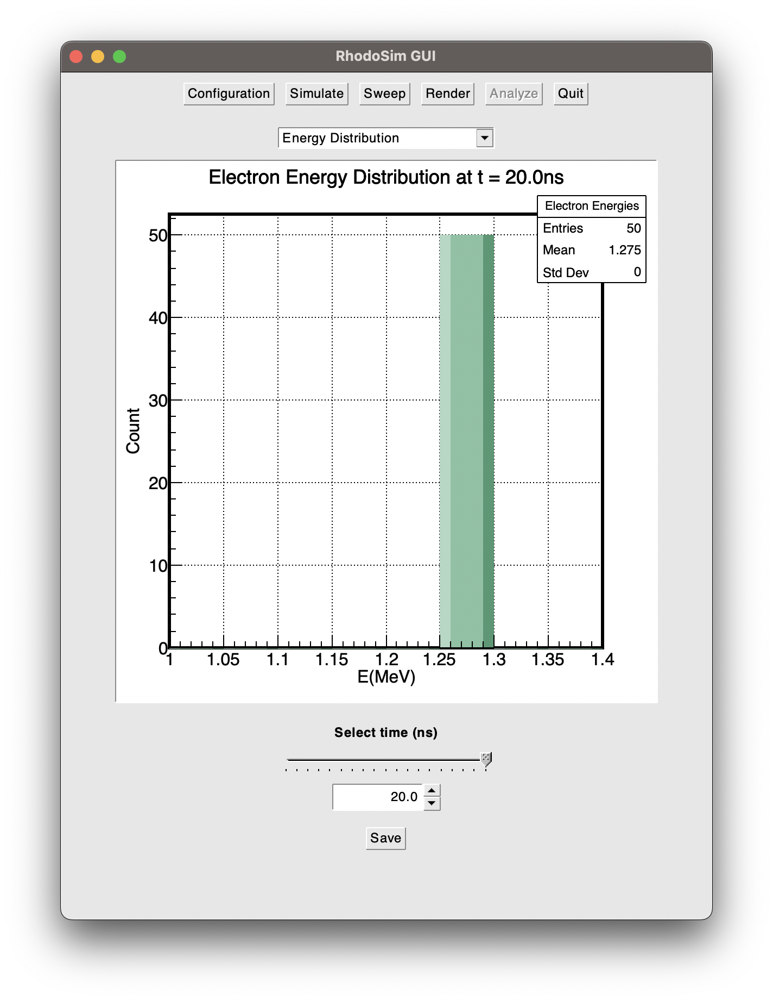 RhodoSim GUI
Configuration Simulate Sweep Render Analyze Quit
Energy Distribution
Electron Energy Distribution at t = 20.0ns
Electron Energies
Entries 50
Mean 1.275
Std Dev 0
50
40
30
20
10
0
Count
1 1.05 1.1 1.15 1.2 1.25 1.3 1.35 1.4
E(MeV)
Select time (ns)
20.0
Save